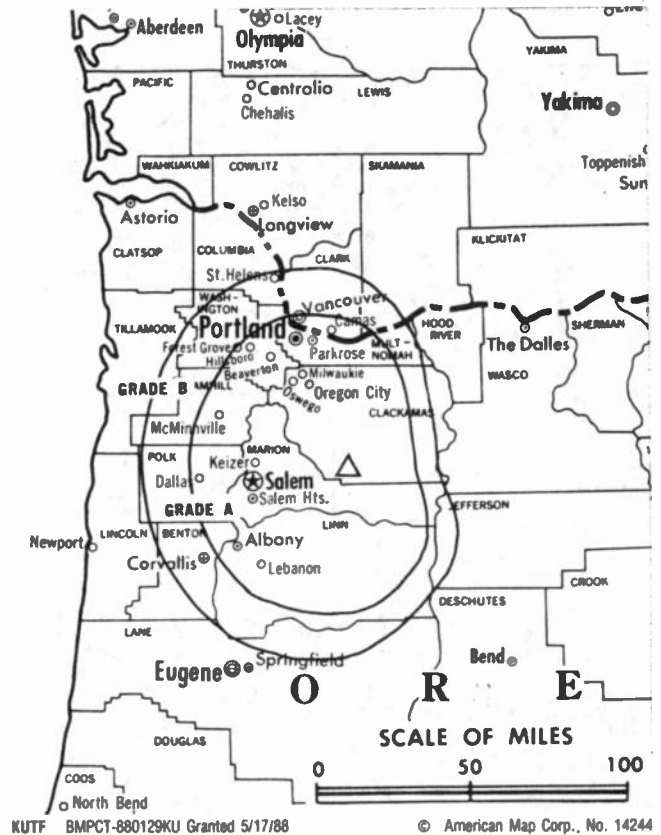 Aberdeen
Lacey
Olympia
THURSTON
YAKIMA
PACIFIC
Centrolia
LEWIS
Chehalis
Yakima
WAHKIAKUM
COWLITZ
SKAMANIA
Toppenish
Sun
Kelso
Astoria
Longview
CLATSOP
COLUMBIA
CLARK
KLICKITAT
St. Helens
WASH-
INGTON
Vancouver
TILLAMOOK
Portland
Camas
HOOD
RIVER
SHERMAN
Forest Grove
Parkrose
MULT-
NOMAH
The Dalles
Hillsboro
Beaverton
Milwaukie
WASCO
GRADE B
AMHILL
Oswego
Oregon City
CLACKAMAS
McMinnville
POLK
MARION
Keizer
Dallas
Salem
Salem Hts.
GRADE A
JEFFERSON
LINCOLN
BENTON
LINN
Newport
Albany
Corvallis
Lebanon
CROOK
DESCHUTES
LANE
Eugene
Springfield
Bend
O R E
DOUGLAS
SCALE OF MILES
0 50 100
COOS
North Bend
KUTF BMPCT-880129KU Granted 5/17/88 © American Map Corp., No. 14244